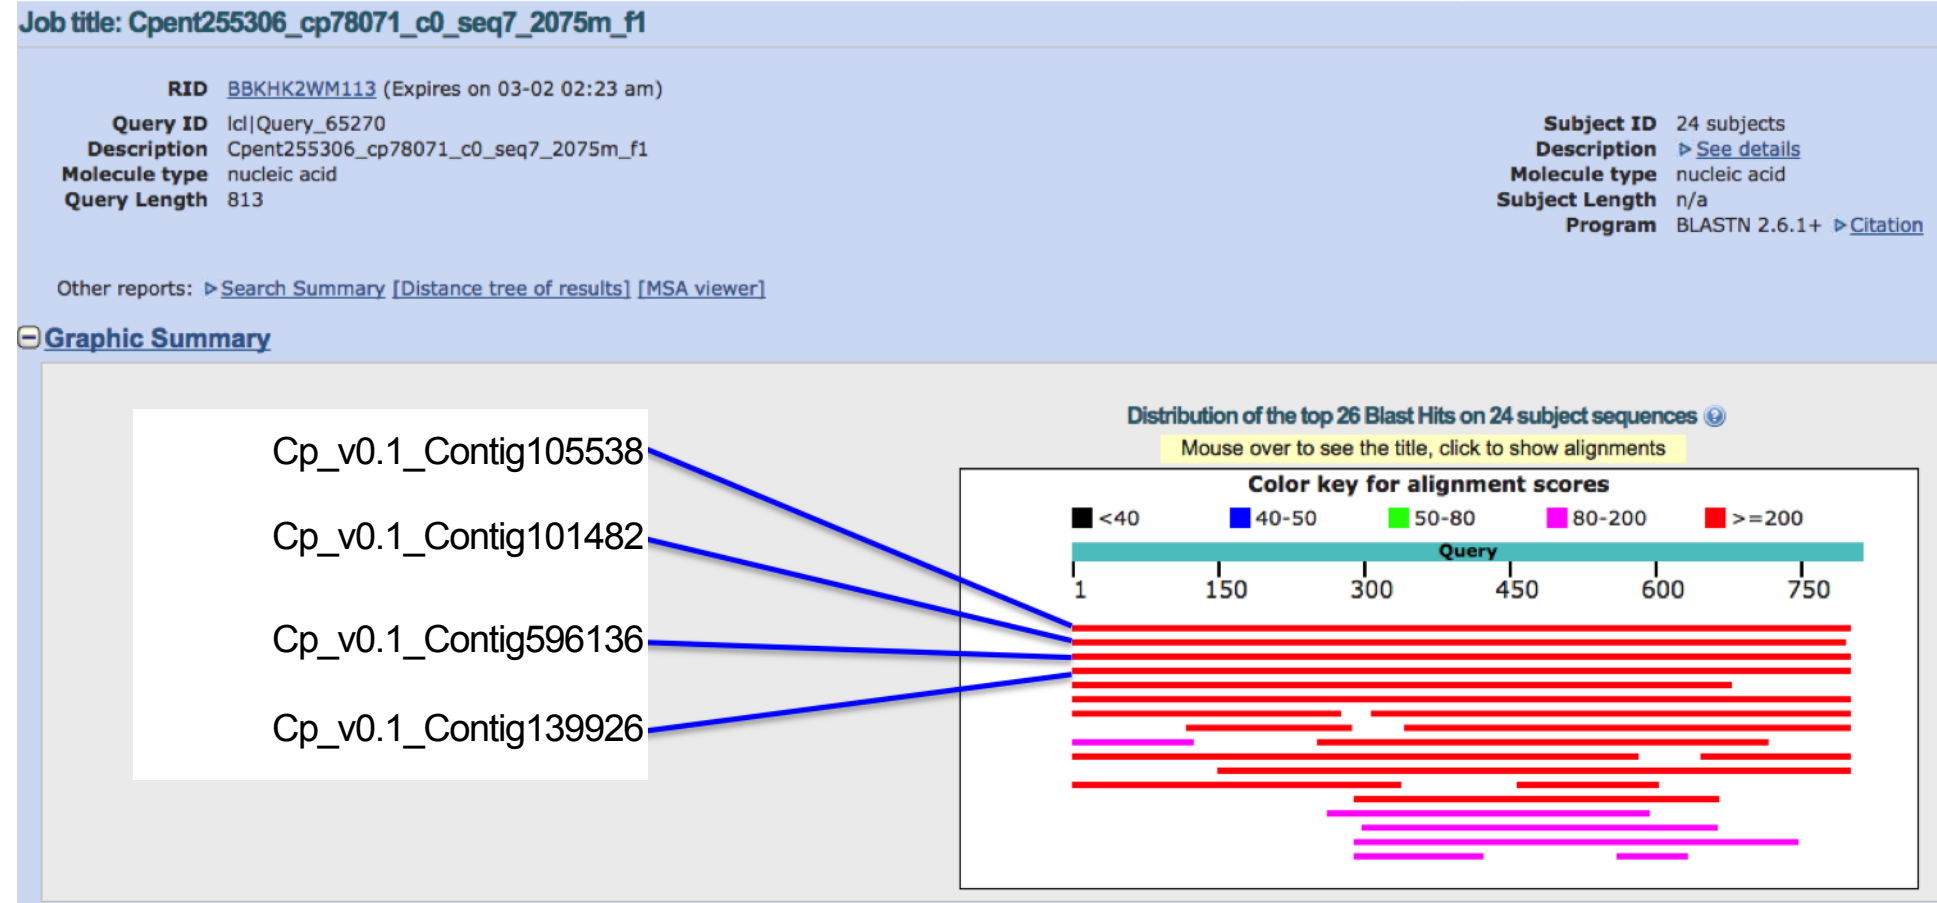 Job title: Cpent255306_cp78071_c0_seq7_2075m_f1
RID BBKHK2WM113 (Expires on 03-02 02:23 am)
Query ID lcl|Query_65270
Description Cpent255306_cp78071_c0_seq7_2075m_f1
Molecule type nucleic acid
Query Length 813
Subject ID 24 subjects
Description See details
Molecule type nucleic acid
Subject Length n/a
Program BLASTN 2.6.1+ Citation
Other reports: Search Summary [Distance tree of results] [MSA viewer]
Graphic Summary
Cp_v0.1_Contig105538
Cp_v0.1_Contig101482
Cp_v0.1_Contig596136
Cp_v0.1_Contig139926
Distribution of the top 26 Blast Hits on 24 subject sequences
Mouse over to see the title, click to show alignments
Color key for alignment scores
<40 40-50 50-80 80-200 >=200
Query
1 150 300 450 600 750